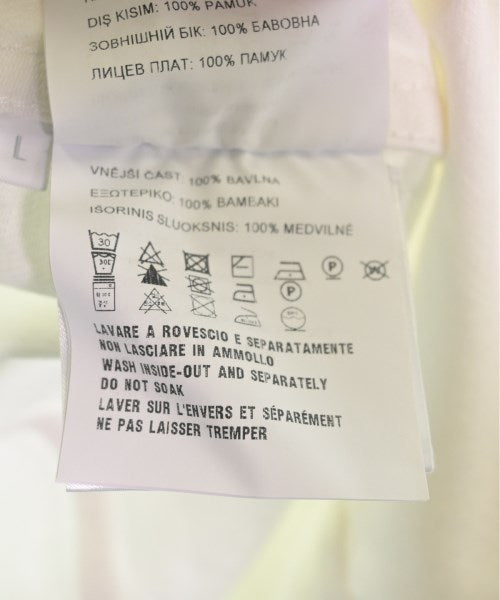 DIŞ KISIM: 100% PAMUK
ЗОВНІШНІЙ БІК: 100% БАВОВНА
ЛИЦЕВ ПЛАТ: 100% ПАМУК
L
VNĚJŠÍ ČÁST: 100% BAVLNA
ΕΞΩΤΕΡΙΚΟ: 100% ΒΑΜΒΑΚΙ
IŠORINIS SLUOKSNIS: 100% MEDVILNĖ
30
P
P
LAVARE A ROVESCIO E SEPARATAMENTE
NON LASCIARE IN AMMOLLO
WASH INSIDE-OUT AND SEPARATELY
DO NOT SOAK
LAVER SUR L'ENVERS ET SÉPARÉMENT
NE PAS LAISSER TREMPER